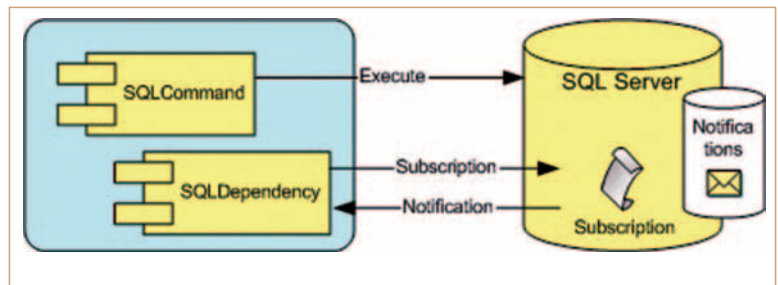 SQLCommand
Execute
SQL Server
Notifica
tions
SQLDependency
Subscription
Notification
Subscription